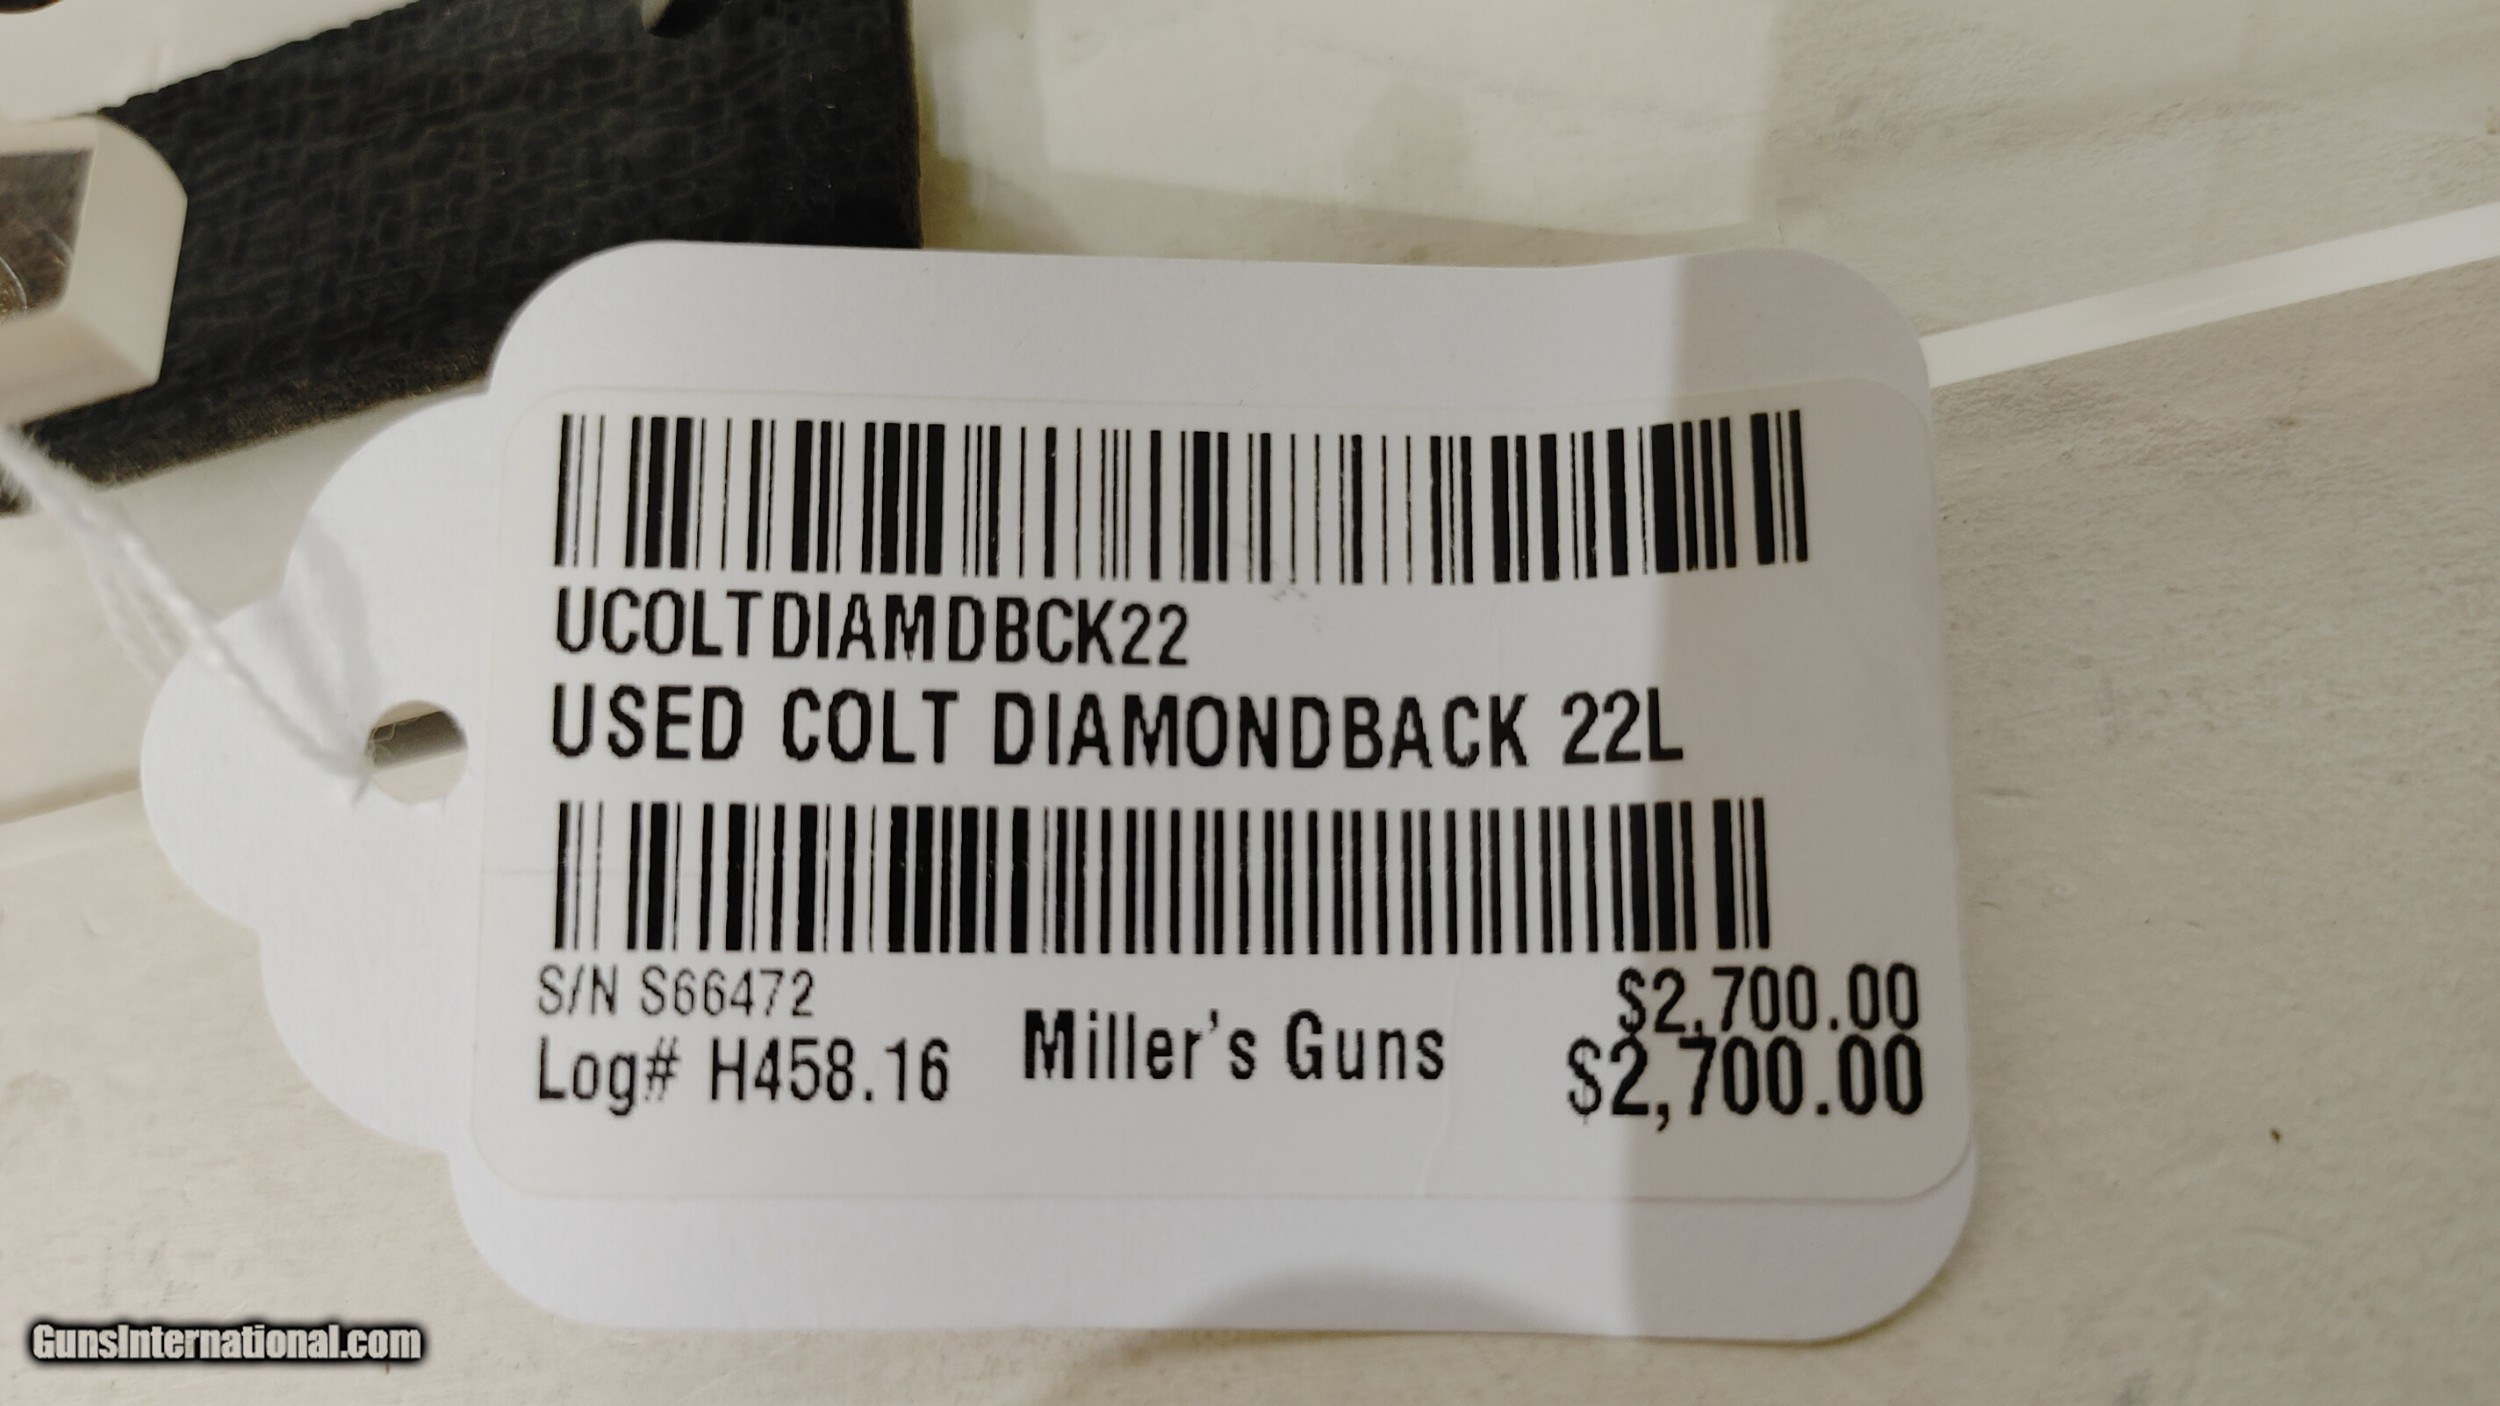 UCOLTDIAMDBCK22
USED COLT DIAMONDBACK 22L
S/N S66472
$2,700.00
Log# H458.16
Miller's Guns
$2,700.00
GunsInternational.com